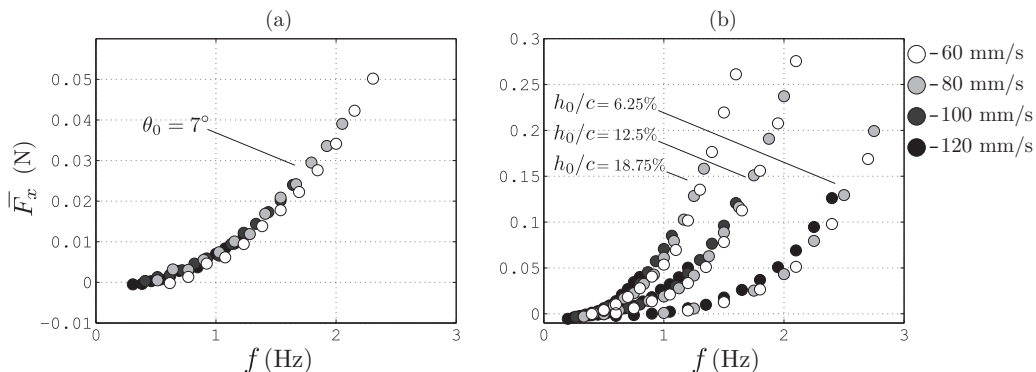 (a)
0.05
0.04
0.03
0.02
0.01
0
-0.01
0
1
2
3
F̅ₓ (N)
f (Hz)
θ₀ = 7°
(b)
0.3
0.25
0.2
0.15
0.1
0.05
0
0
1
2
3
f (Hz)
h₀/c = 6.25%
h₀/c = 12.5%
h₀/c = 18.75%
-60 mm/s
-80 mm/s
-100 mm/s
-120 mm/s